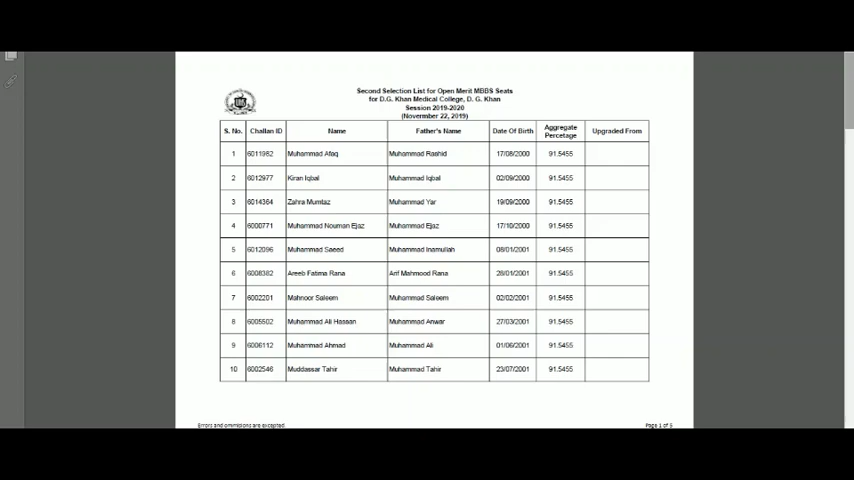 Second Selection List for Open Merit MBBS Seats
for D.G. Khan Medical College, D. G. Khan
Session 2019-2020
(November 22, 2019)
S. No. Challan ID Name Father's Name Date Of Birth Aggregate Percetage Upgraded From
1 6011982 Muhammad Afaq Muhammad Rashid 17/08/2000 91.5455
2 6012977 Kiran Iqbal Muhammad Iqbal 02/09/2000 91.5455
3 6014364 Zahra Mumtaz Muhammad Yar 19/09/2000 91.5455
4 6000771 Muhammad Nouman Ejaz Muhammad Ejaz 17/10/2000 91.5455
5 6012096 Muhammad Saeed Muhammad Inamullah 08/01/2001 91.5455
6 6008382 Areeb Fatima Rana Arif Mahmood Rana 28/01/2001 91.5455
7 6002201 Mahnoor Saleem Muhammad Saleem 02/02/2001 91.5455
8 6005502 Muhammad Ali Hassan Muhammad Anwar 27/03/2001 91.5455
9 6006112 Muhammad Ahmad Muhammad Ali 01/06/2001 91.5455
10 6002546 Muddassar Tahir Muhammad Tahir 23/07/2001 91.5455
Errors and ommisions are excepted. Page 1 of 5